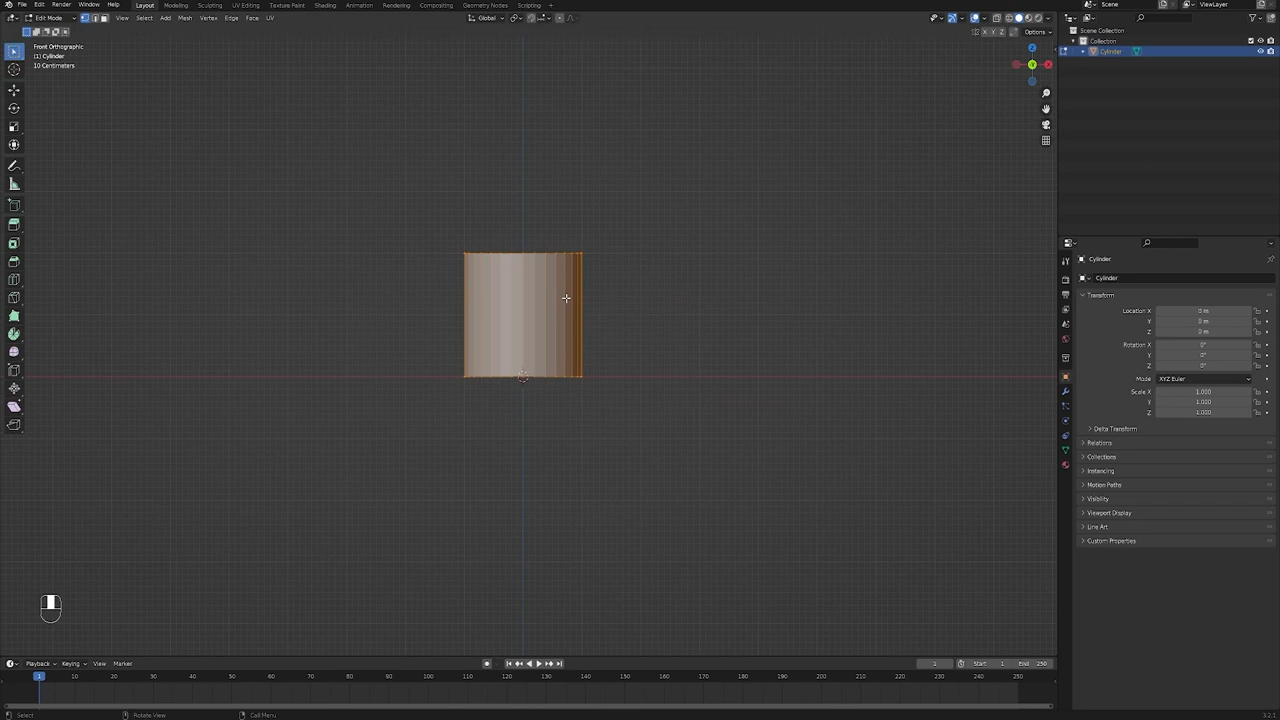 File Edit Render Window Help Layout Modeling Sculpting UV Editing Texture Paint Shading Animation Rendering Compositing Geometry Nodes Scripting Scene ViewLayer
Edit Mode View Select Add Mesh Vertex Edge Face UV Global
X Y Z Options
Front Orthographic
(1) Cylinder
10 Centimeters
Z
Y
X
Scene Collection
Collection
Cylinder
Cylinder
Cylinder
Transform
Location X 0 m
Y 0 m
Z 0 m
Rotation X 0°
Y 0°
Z 0°
Mode XYZ Euler
Scale X 1.000
Y 1.000
Z 1.000
Delta Transform
Relations
Collections
Instancing
Motion Paths
Visibility
Viewport Display
Line Art
Custom Properties
Playback Keying View Marker 1 Start 1 End 250
1 10 20 30 40 50 60 70 80 90 100 110 120 130 140 150 160 170 180 190 200 210 220 230 240 250
Select Rotate View Call Menu 3.2.1